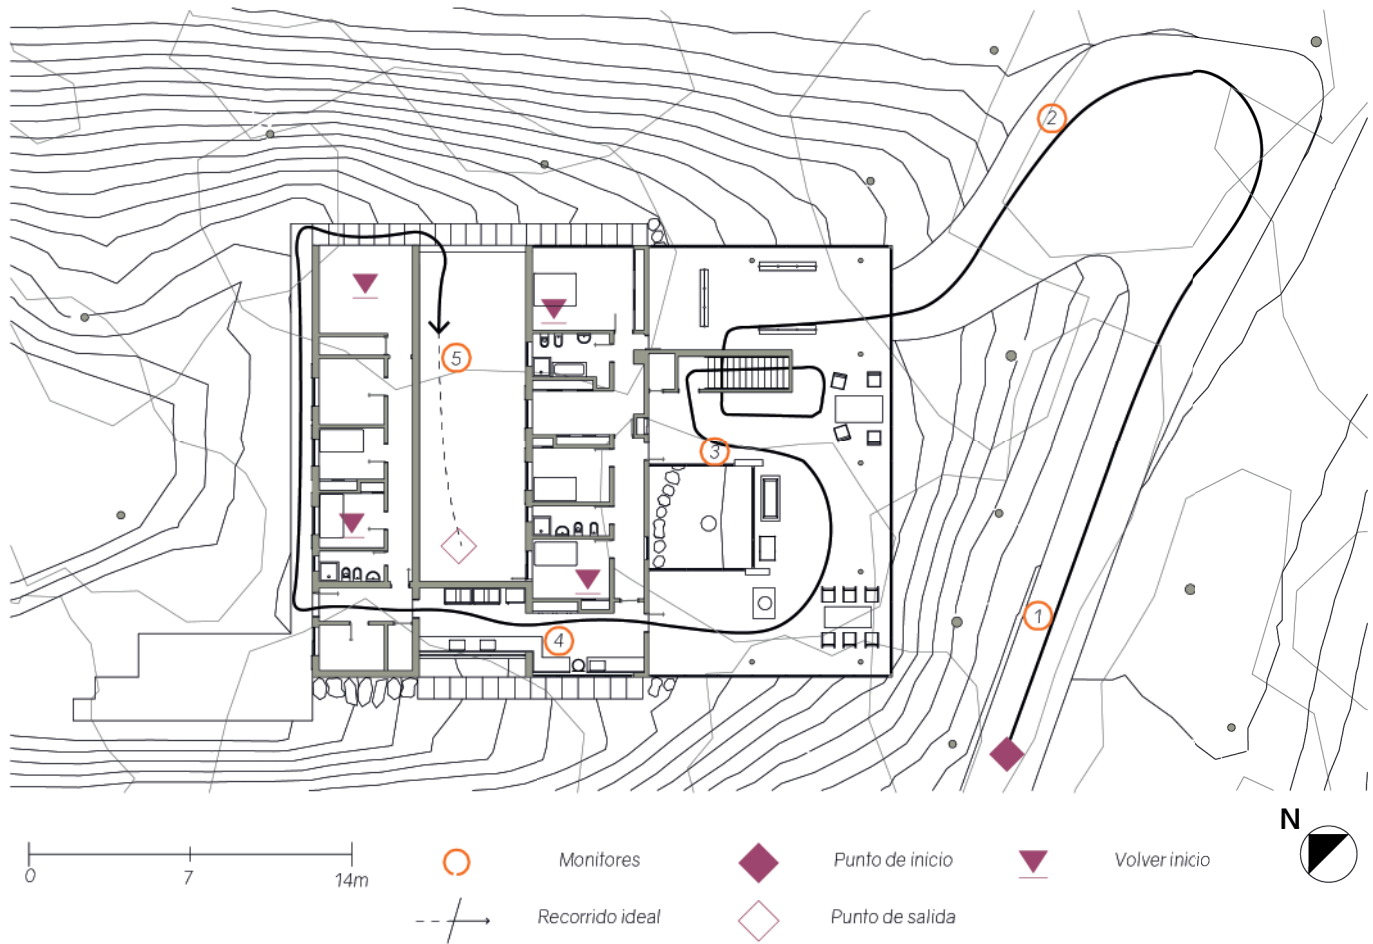 2
5
3
1
4
N
0
7
14m
Monitores
Punto de inicio
Volver inicio
Recorrido ideal
Punto de salida